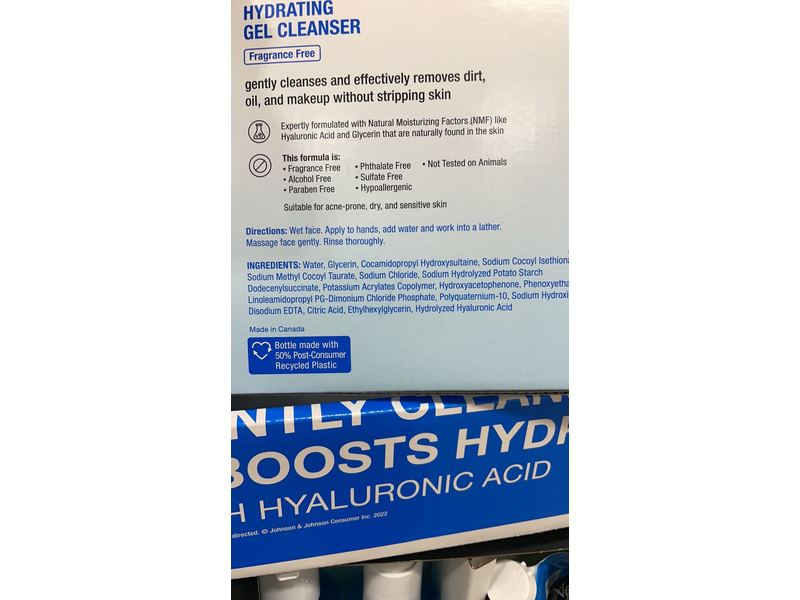 HYDRATING
GEL CLEANSER
Fragrance Free
gently cleanses and effectively removes dirt,
oil, and makeup without stripping skin
Expertly formulated with Natural Moisturizing Factors (NMF) like
Hyaluronic Acid and Glycerin that are naturally found in the skin
This formula is:
• Fragrance Free • Phthalate Free • Not Tested on Animals
• Alcohol Free • Sulfate Free
• Paraben Free • Hypoallergenic
Suitable for acne-prone, dry, and sensitive skin
Directions: Wet face. Apply to hands, add water and work into a lather.
Massage face gently. Rinse thoroughly.
INGREDIENTS: Water, Glycerin, Cocamidopropyl Hydroxysultaine, Sodium Cocoyl Isethiona
Sodium Methyl Cocoyl Taurate, Sodium Chloride, Sodium Hydrolyzed Potato Starch
Dodecenylsuccinate, Potassium Acrylates Copolymer, Hydroxyacetophenone, Phenoxyetha
Linoleamidopropyl PG-Dimonium Chloride Phosphate, Polyquaternium-10, Sodium Hydroxi
Disodium EDTA, Citric Acid, Ethylhexylglycerin, Hydrolyzed Hyaluronic Acid
Made in Canada
Bottle made with
50% Post-Consumer
Recycled Plastic
NTLY CLEAN
BOOSTS HYDR
H HYALURONIC ACID
directed. © Johnson & Johnson Consumer Inc. 2022